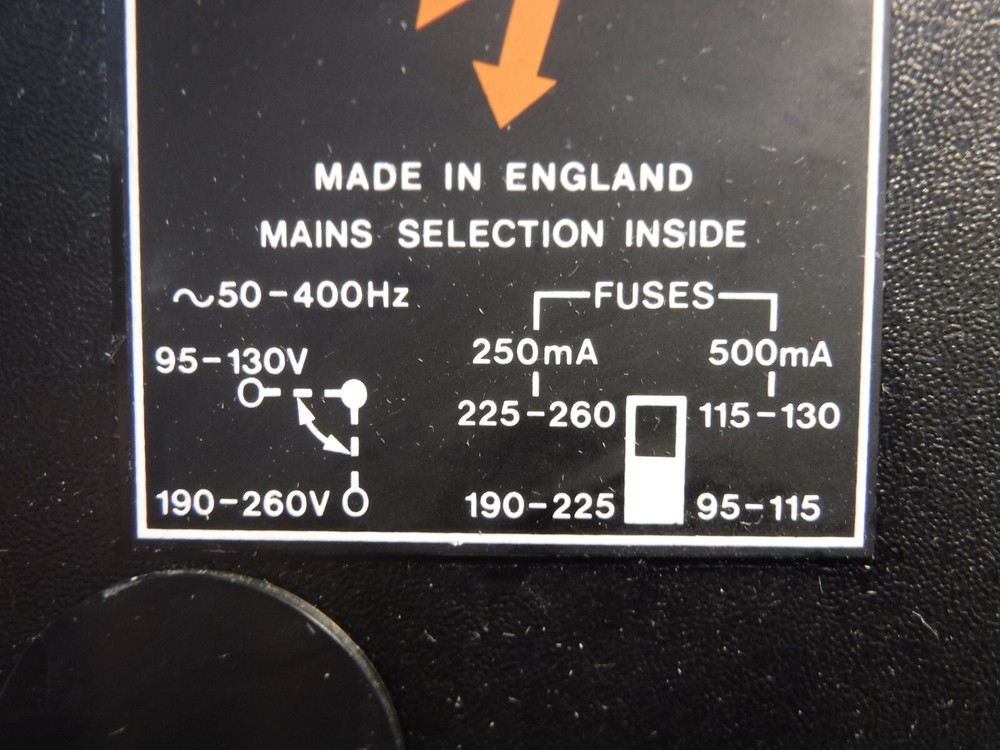 MADE IN ENGLAND
MAINS SELECTION INSIDE
~50-400Hz
FUSES
95-130V
250mA 500mA
225-260 115-130
190-260V
190-225 95-115